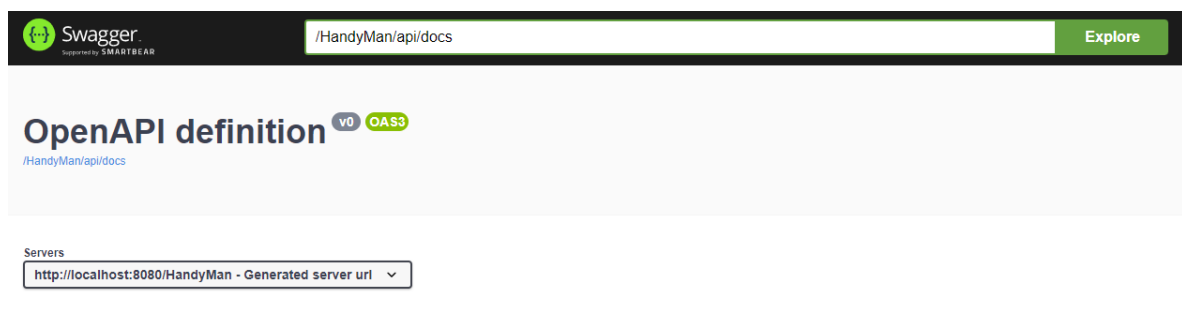 {··} Swagger.
Supported by SMARTBEAR
/HandyMan/api/docs
Explore
OpenAPI definition v0 OAS3
/HandyMan/api/docs
Servers
http://localhost:8080/HandyMan - Generated server url